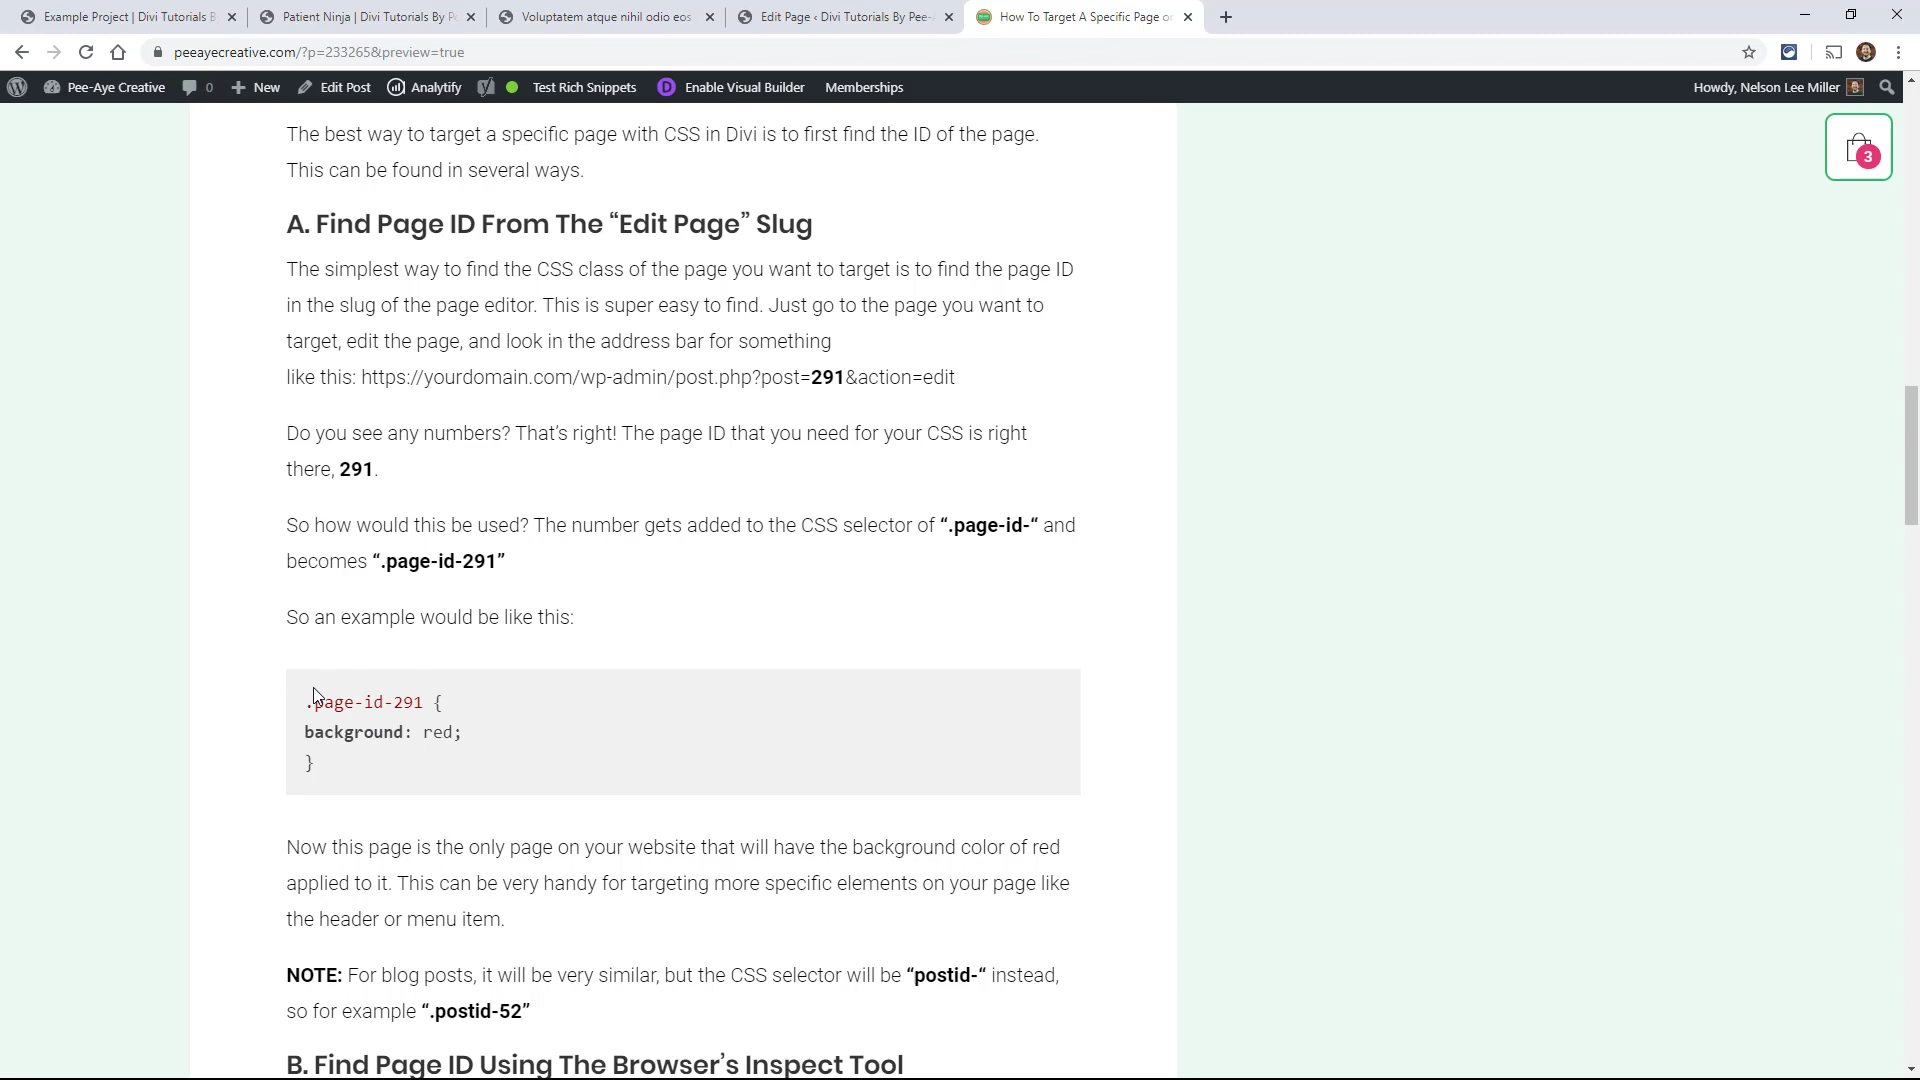 Example Project | Divi Tutorials B
Patient Ninja | Divi Tutorials By Pe
Voluptatem atque nihil odio eos
Edit Page ‹ Divi Tutorials By Pee-
How To Target A Specific Page or
peeayecreative.com/?p=233265&preview=true
Pee-Aye Creative 0 New Edit Post Analytify Test Rich Snippets D Enable Visual Builder Memberships Howdy, Nelson Lee Miller
3
The best way to target a specific page with CSS in Divi is to first find the ID of the page.
This can be found in several ways.
A. Find Page ID From The “Edit Page” Slug
The simplest way to find the CSS class of the page you want to target is to find the page ID
in the slug of the page editor. This is super easy to find. Just go to the page you want to
target, edit the page, and look in the address bar for something
like this: https://yourdomain.com/wp-admin/post.php?post=291&action=edit
Do you see any numbers? That’s right! The page ID that you need for your CSS is right
there, 291.
So how would this be used? The number gets added to the CSS selector of “.page-id-“ and
becomes “.page-id-291”
So an example would be like this:
.page-id-291 {
background: red;
}
Now this page is the only page on your website that will have the background color of red
applied to it. This can be very handy for targeting more specific elements on your page like
the header or menu item.
NOTE: For blog posts, it will be very similar, but the CSS selector will be “postid-“ instead,
so for example “.postid-52”
B. Find Page ID Using The Browser’s Inspect Tool